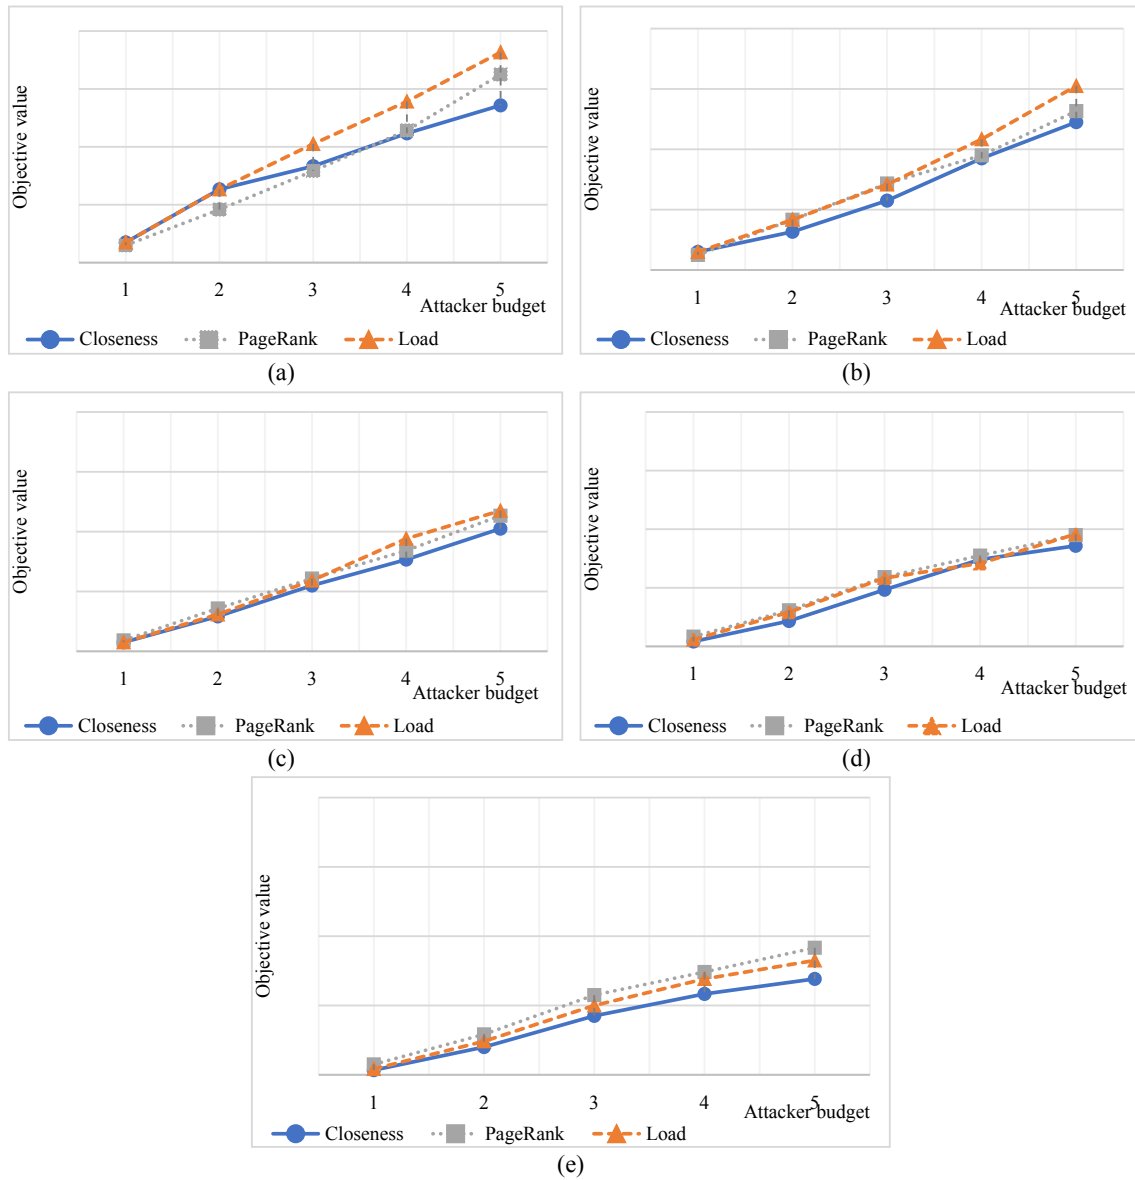 Objective value
1 2 3 4 5
Attacker budget
Closeness PageRank Load
(a)
Objective value
1 2 3 4 5
Attacker budget
Closeness PageRank Load
(b)
Objective value
1 2 3 4 5
Attacker budget
Closeness PageRank Load
(c)
Objective value
1 2 3 4 5
Attacker budget
Closeness PageRank Load
(d)
Objective value
1 2 3 4 5
Attacker budget
Closeness PageRank Load
(e)